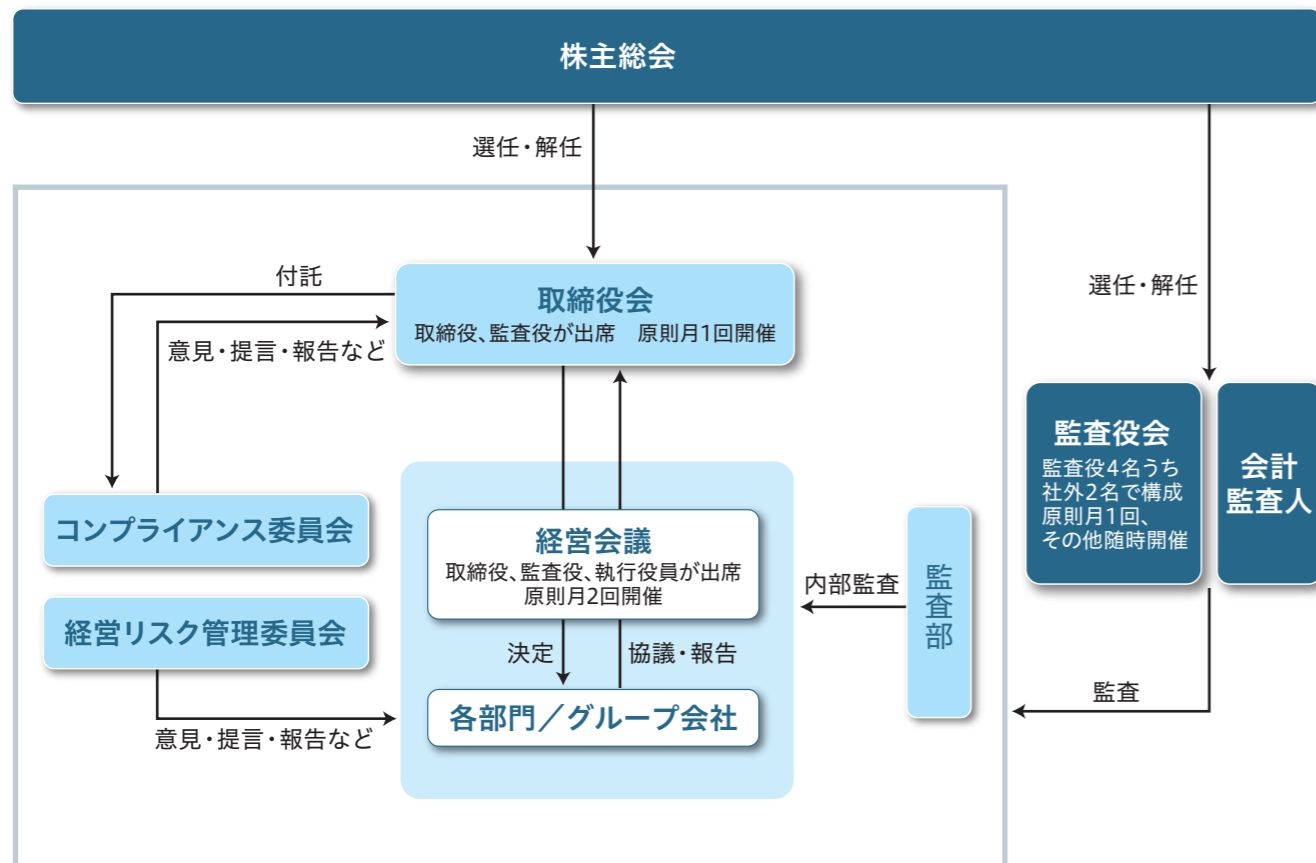 株主総会
選任・解任
選任・解任
付託
取締役会
取締役、監査役が出席　原則月1回開催
意見・提言・報告など
監査役会
監査役4名うち
社外2名で構成
原則月1回、
その他随時開催
会計
監査人
コンプライアンス委員会
経営会議
取締役、監査役、執行役員が出席
原則月2回開催
内部監査
監査部
経営リスク管理委員会
決定
協議・報告
監査
各部門／グループ会社
意見・提言・報告など